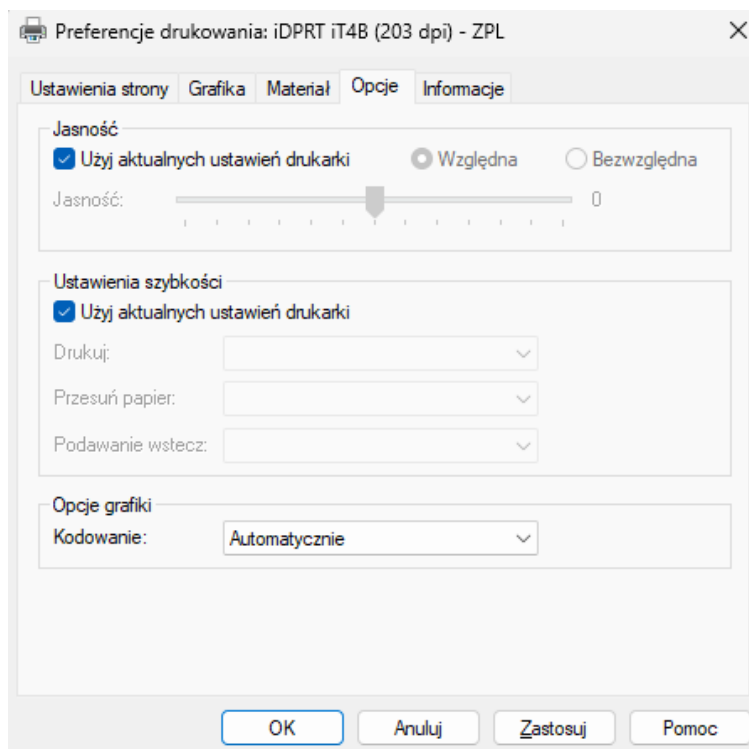 Preferencje drukowania: iDPRT iT4B (203 dpi) - ZPL
Ustawienia strony Grafika Materiał Opcje Informacje
Jasność
Użyj aktualnych ustawień drukarki Względna Bezwzględna
Jasność: 0
Ustawienia szybkości
Użyj aktualnych ustawień drukarki
Drukuj:
Przesuń papier:
Podawanie wstecz:
Opcje grafiki
Kodowanie: Automatycznie
OK Anuluj Zastosuj Pomoc